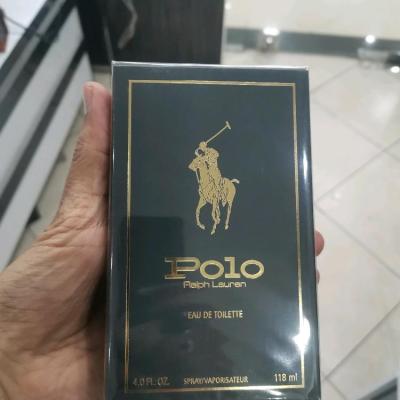 Polo
Ralph Lauren
EAU DE TOILETTE
4.0 FL. OZ. SPRAY/VAPORISATEUR 118 ml